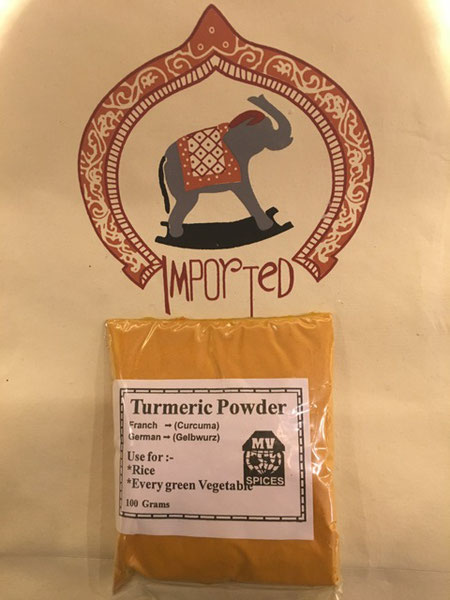 IMPORTED
Turmeric Powder
Franch → (Curcuma)
German → (Gelbwurz)
Use for :-
*Rice
*Every green Vegetable
100 Grams
MV
SPICES